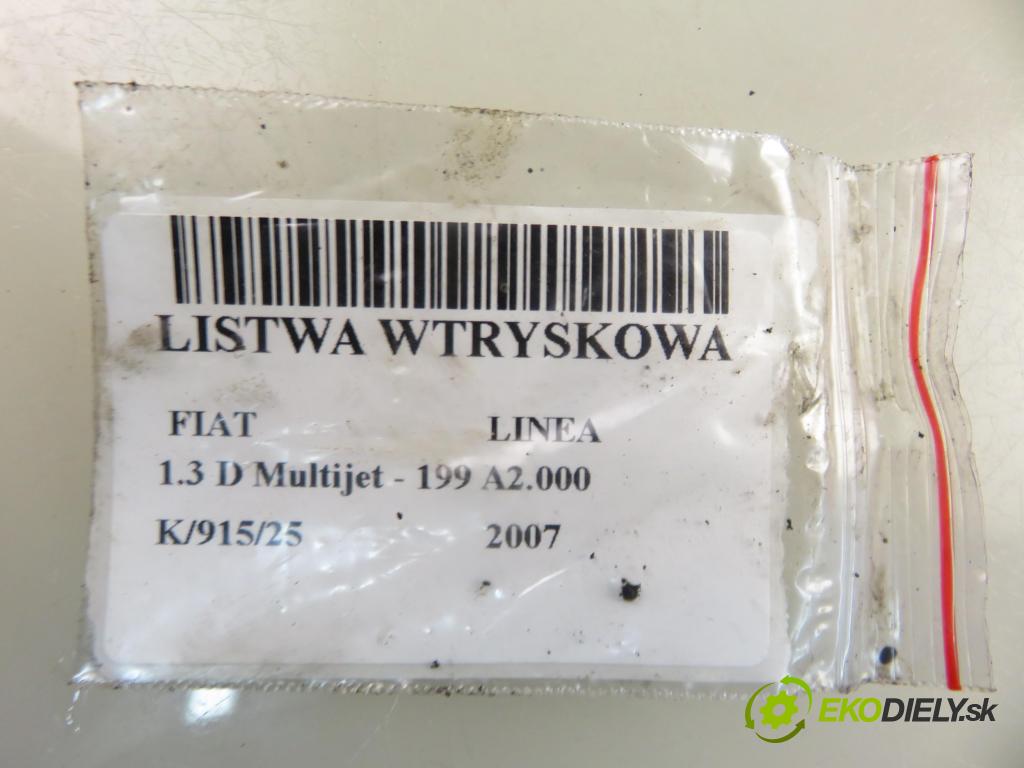 LISTWA WTRYSKOWA
FIAT LINEA
1.3 D Multijet - 199 A2.000
K/915/25 2007
EKODIELY.sk